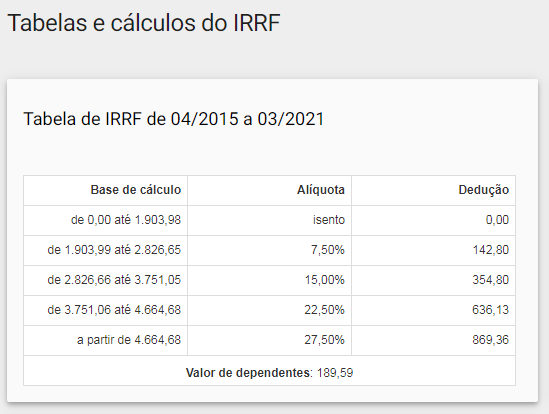 Tabelas e cálculos do IRRF
Tabela de IRRF de 04/2015 a 03/2021
Base de cálculo Alíquota Dedução
de 0,00 até 1.903,98 isento 0,00
de 1.903,99 até 2.826,65 7,50% 142,80
de 2.826,66 até 3.751,05 15,00% 354,80
de 3.751,06 até 4.664,68 22,50% 636,13
a partir de 4.664,68 27,50% 869,36
Valor de dependentes: 189,59